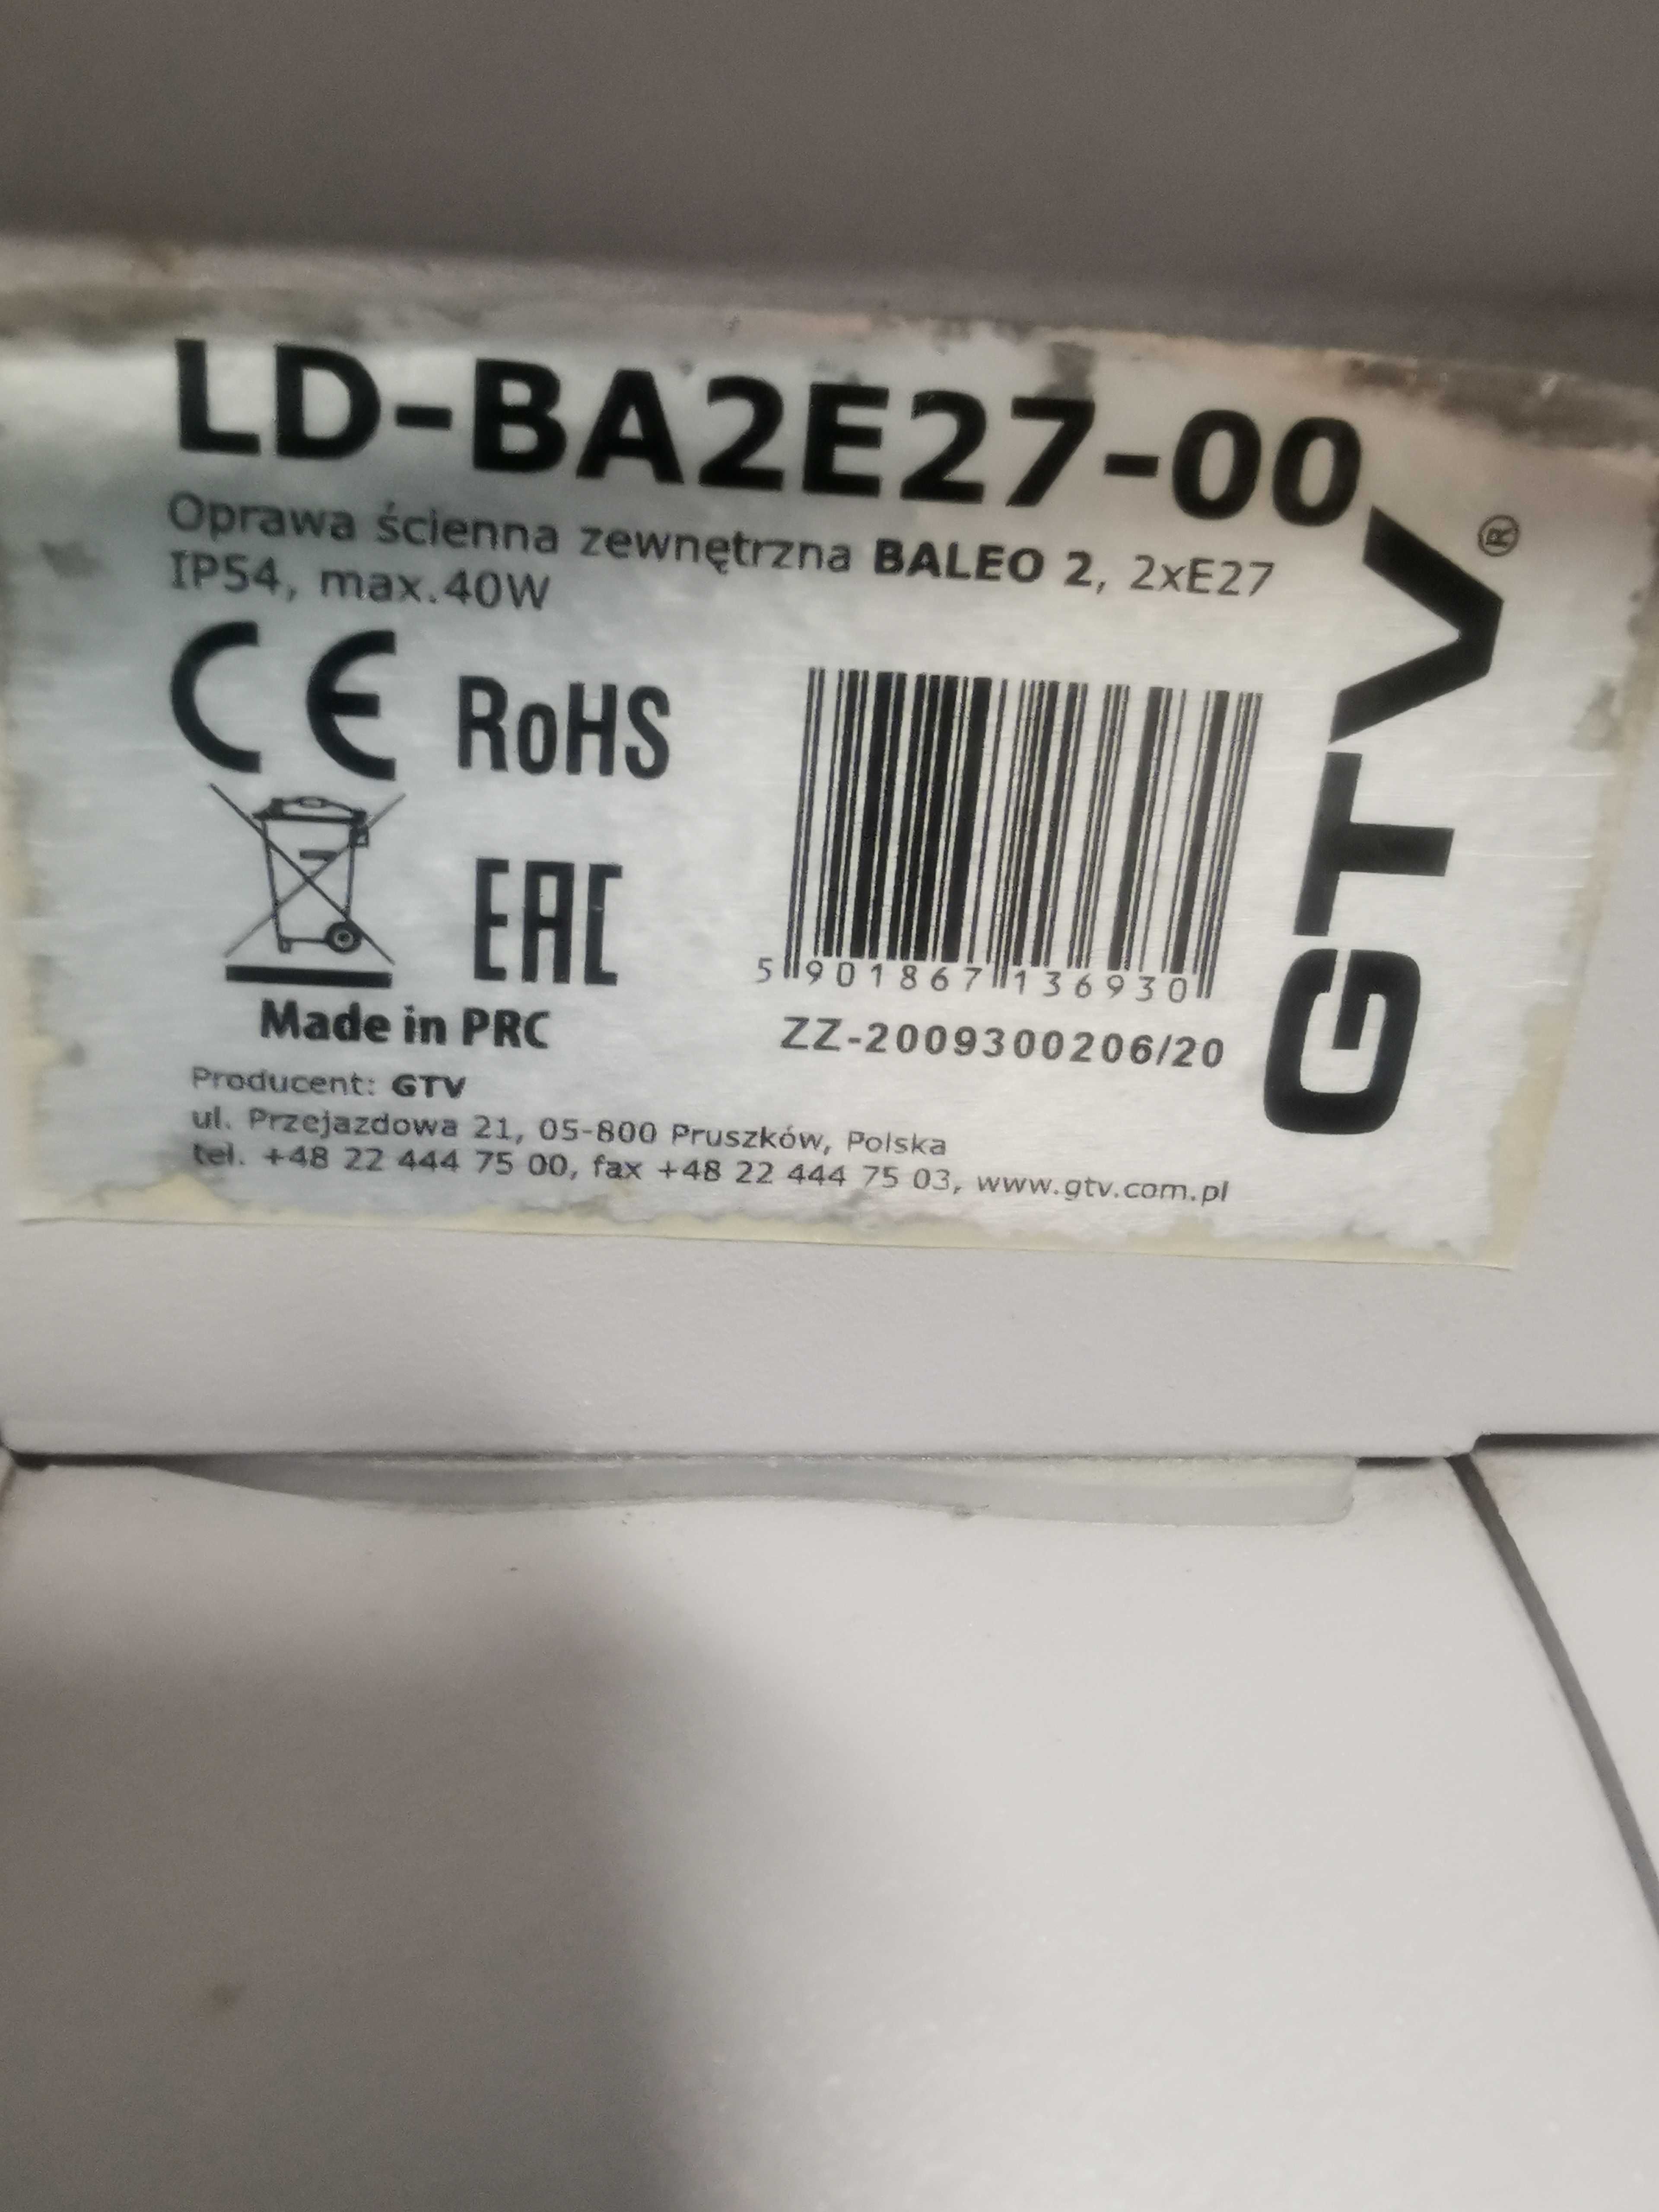 LD-BA2E27-00
Oprawa ścienna zewnętrzna BALEO 2, 2xE27
IP54, max.40W
CE RoHS
EAC
Made in PRC
5 901867 136930
ZZ-2009300206/20
GTV®
Producent: GTV
ul. Przejazdowa 21, 05-800 Pruszków, Polska
tel. +48 22 444 75 00, fax +48 22 444 75 03, www.gtv.com.pl